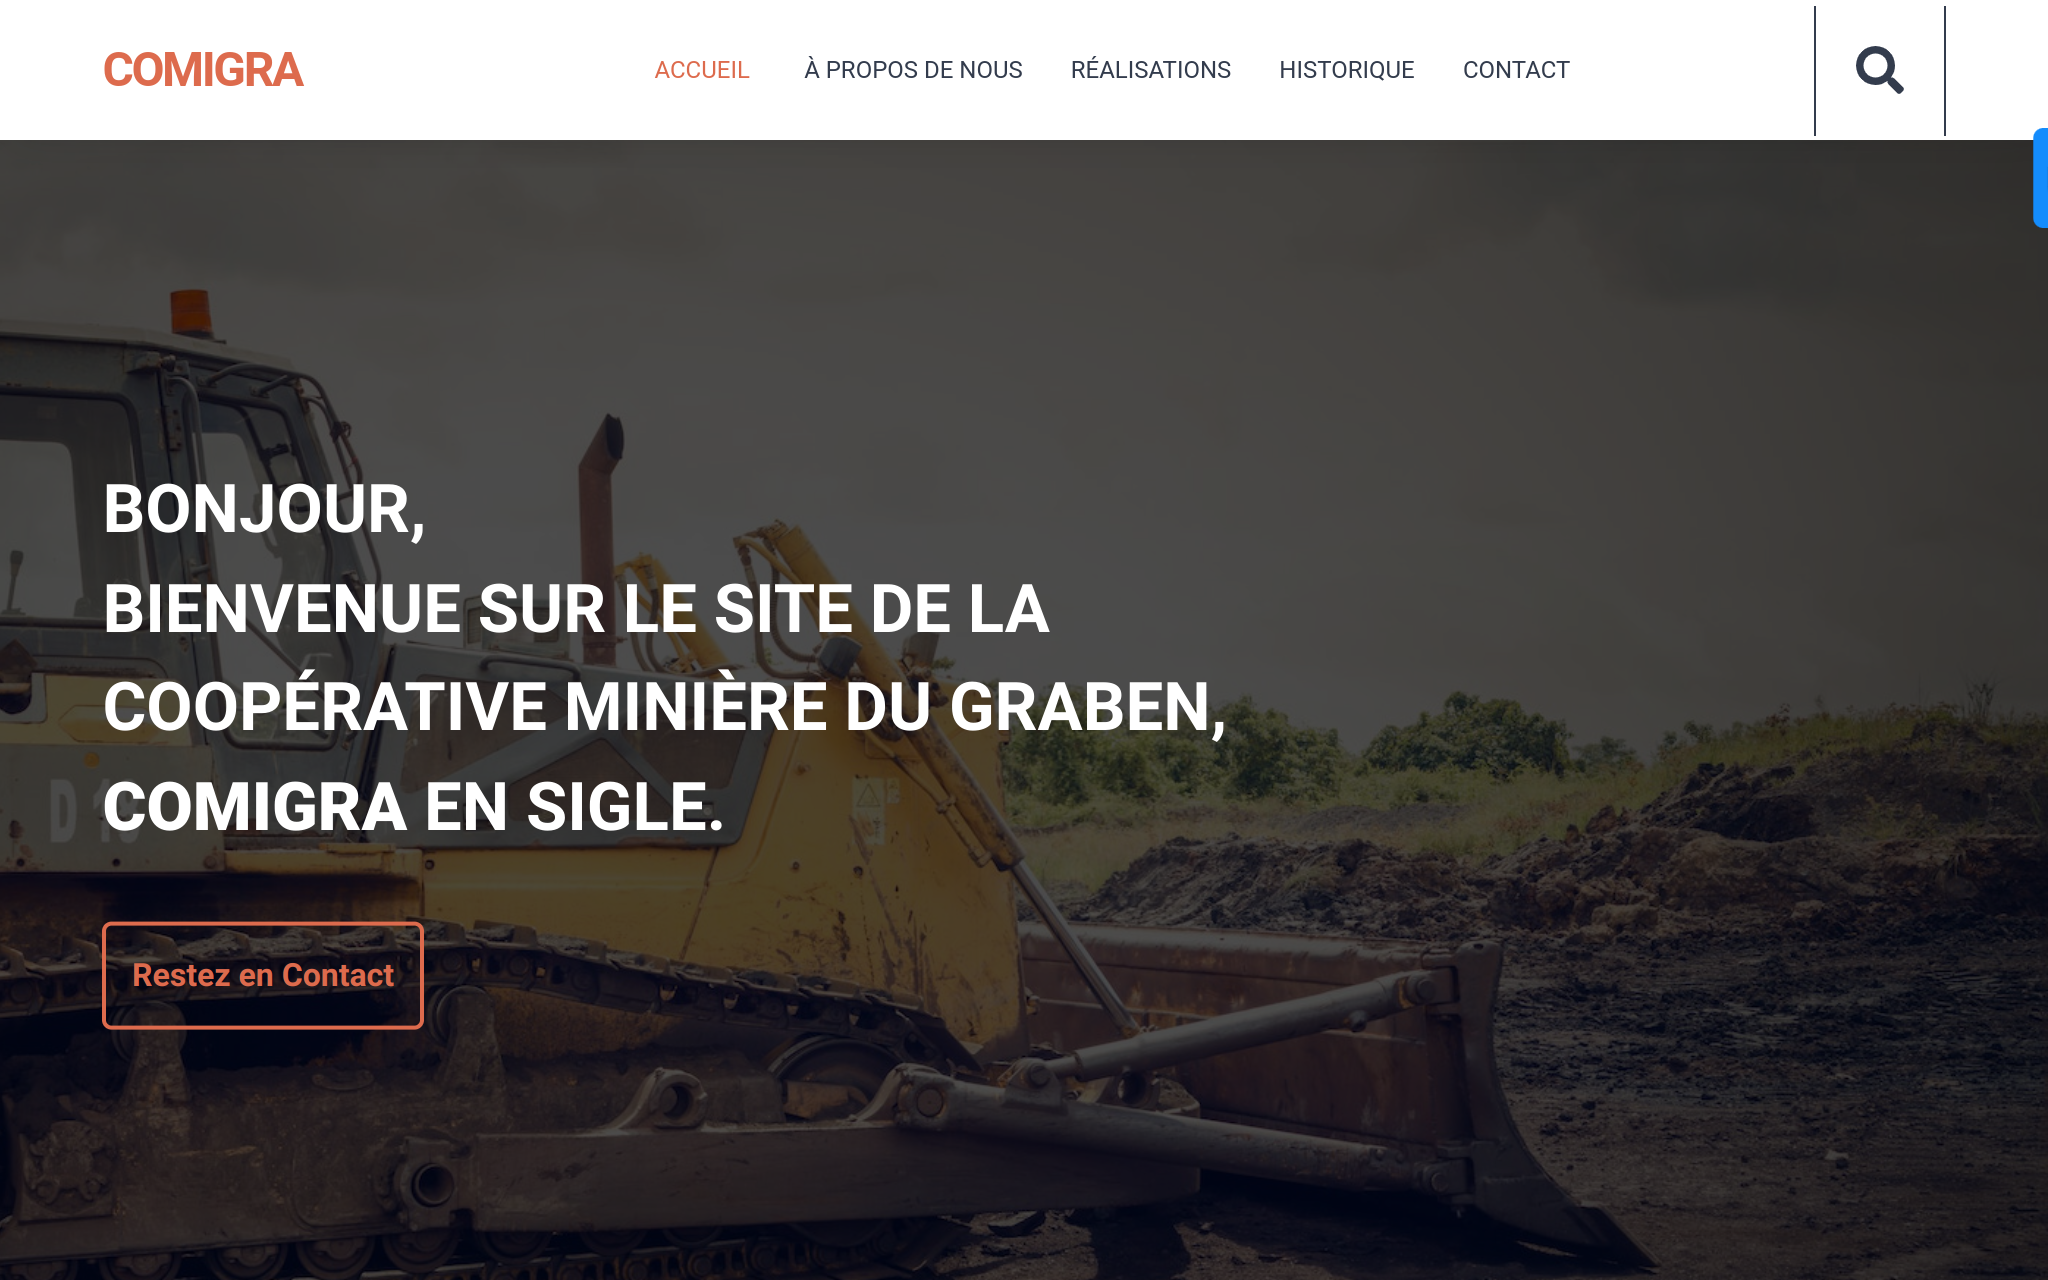 COMIGRA
ACCUEIL À PROPOS DE NOUS RÉALISATIONS HISTORIQUE CONTACT
BONJOUR,
BIENVENUE SUR LE SITE DE LA
COOPÉRATIVE MINIÈRE DU GRABEN,
COMIGRA EN SIGLE.
Restez en Contact